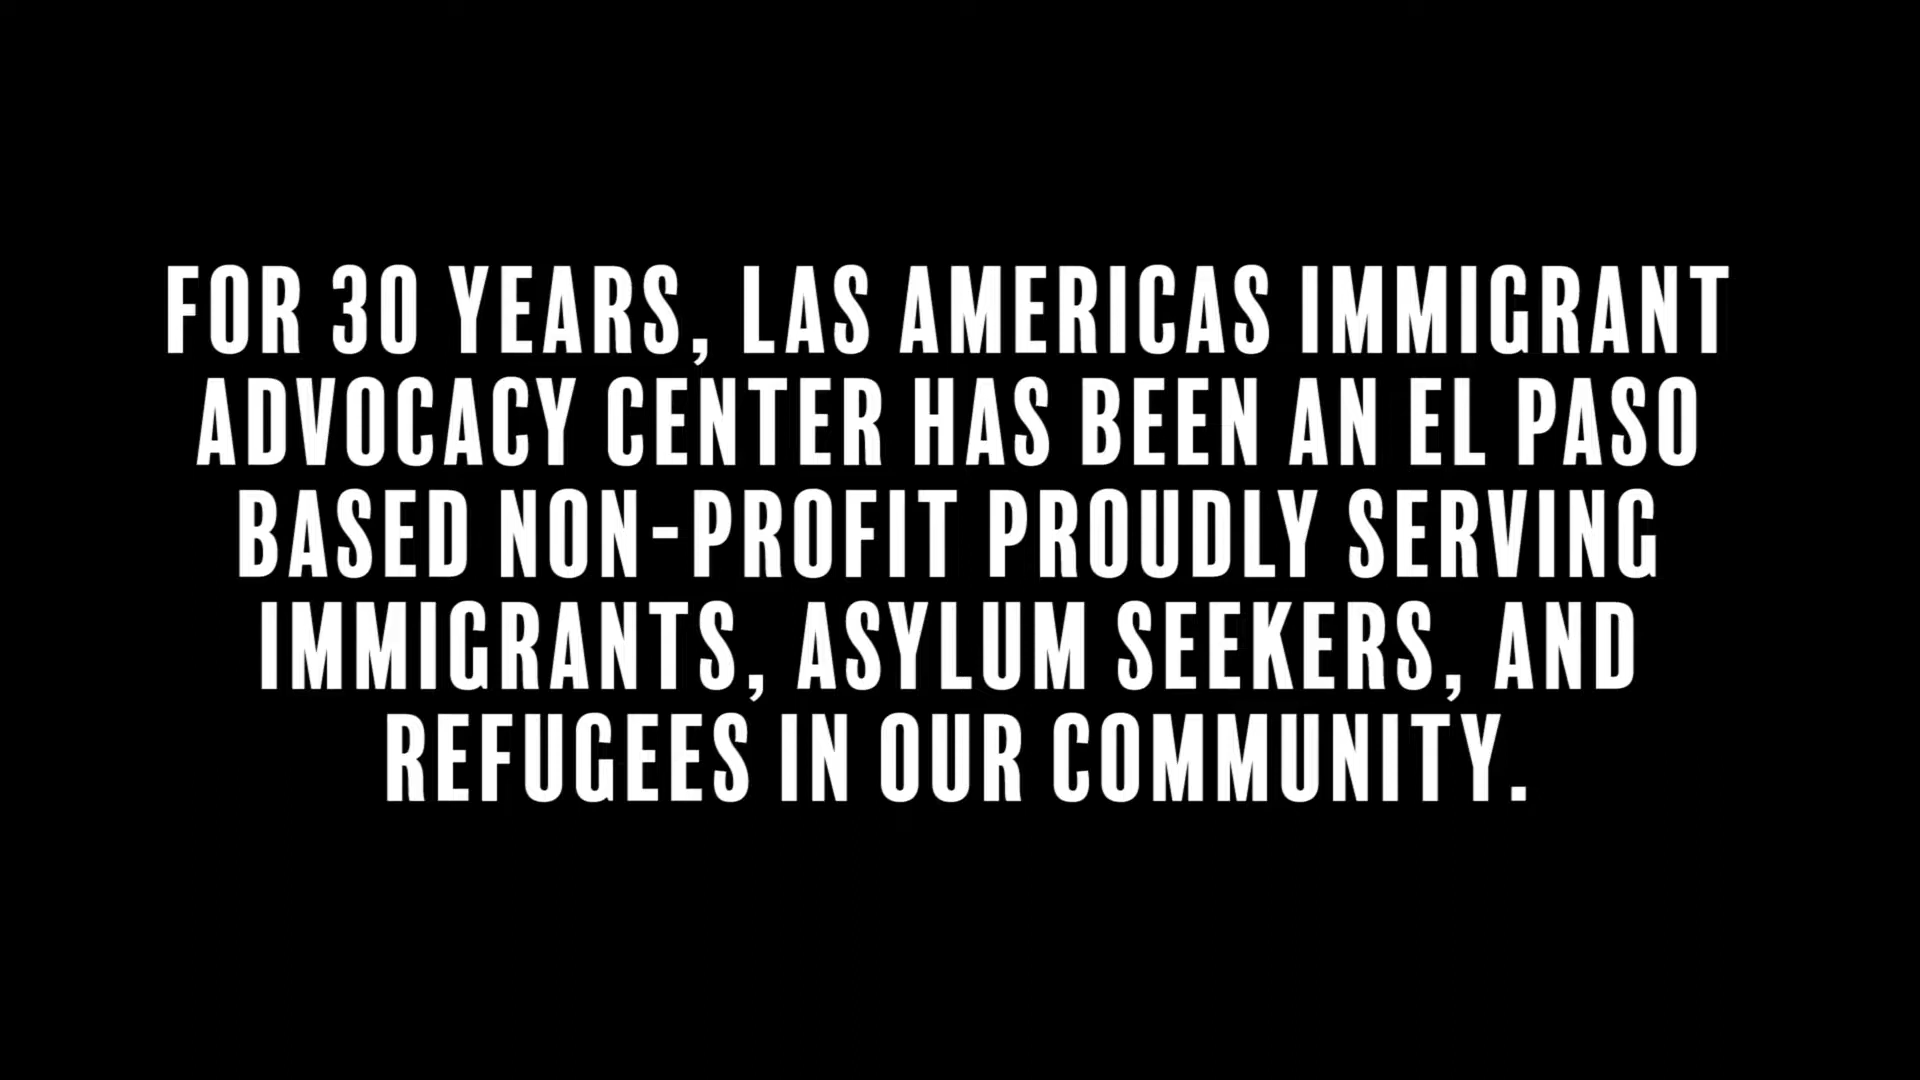 FOR 30 YEARS, LAS AMERICAS IMMIGRANT
ADVOCACY CENTER HAS BEEN AN EL PASO
BASED NON-PROFIT PROUDLY SERVING
IMMIGRANTS, ASYLUM SEEKERS, AND
REFUGEES IN OUR COMMUNITY.